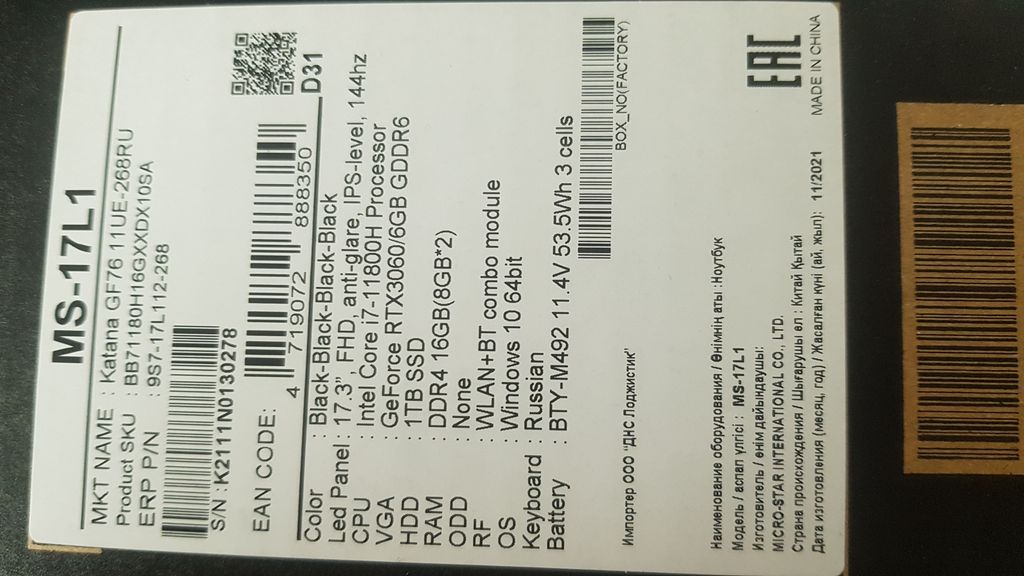 MS-17L1
MKT NAME : Katana GF76 11UE-268RU
Product SKU : BB71180H16GXXDX10SA
ERP P/N : 9S7-17L112-268
S/N : K2111N0130278
EAN CODE:
4 719072 888350
D31
Color : Black-Black-Black-Black
Led Panel : 17.3", FHD, anti-glare, IPS-level, 144hz
CPU : Intel Core i7-11800H Processor
VGA : GeForce RTX3060/6GB GDDR6
HDD : 1TB SSD
RAM : DDR4 16GB(8GB*2)
ODD : None
RF : WLAN+BT combo module
OS : Windows 10 64bit
Keyboard : Russian
Battery : BTY-M492 11.4V 53.5Wh 3 cells
BOX_NO(FACTORY)
Импортер ООО "ДНС Лоджистик"
Наименование оборудования / Өнімнің аты : Ноутбук
Модель / аспап үлгісі : MS-17L1
Изготовитель / өнім дайындаушы:
MICRO-STAR INTERNATIONAL CO., LTD.
Страна происхождения / Шығарушы ел : Китай Қытай
Дата изготовления (месяц, год) / Жасалған күні (ай, жыл): 11/2021
EAC
MADE IN CHINA